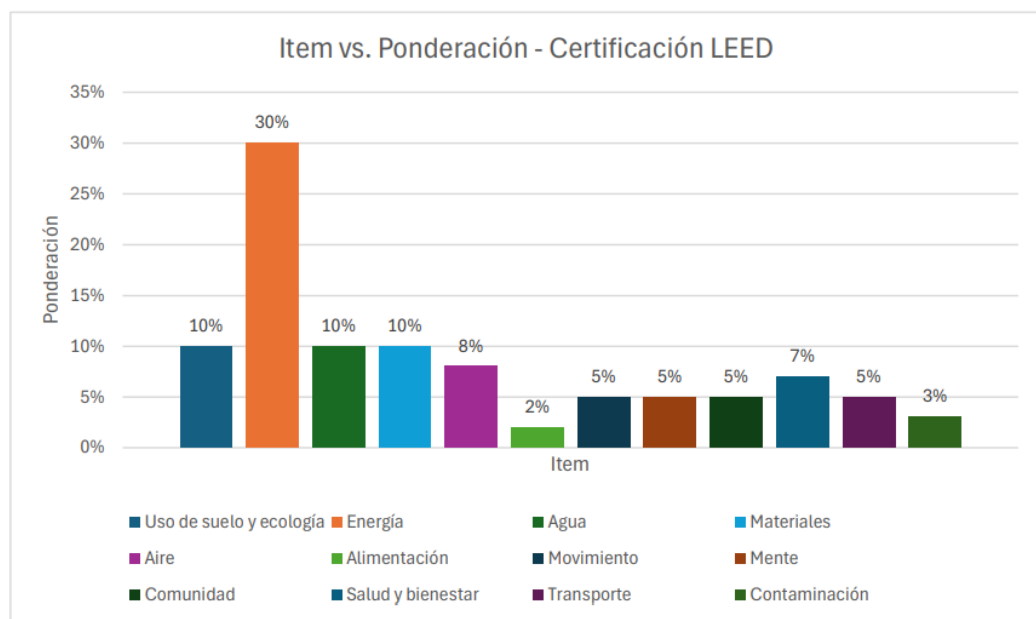 Item vs. Ponderación - Certificación LEED
35%
30%
25%
20%
15%
10%
5%
0%
Ponderación
10%
30%
10%
10%
8%
2%
5%
5%
5%
7%
5%
3%
Item
Uso de suelo y ecología
Energía
Agua
Materiales
Aire
Alimentación
Movimiento
Mente
Comunidad
Salud y bienestar
Transporte
Contaminación